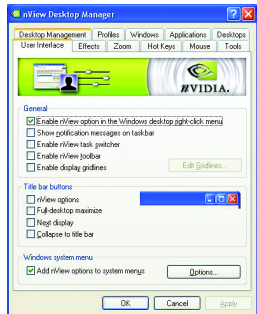 nView Desktop Manager
Desktop Management Profiles Windows Applications Desktops
User Interface Effects Zoom Hot Keys Mouse Tools
NVIDIA.
General
Enable nView option in the Windows desktop right-click menu
Show notification messages on taskbar
Enable nView task switcher
Enable nView toolbar
Enable display gridlines
Edit Gridlines...
Title bar buttons
nView options
Full-desktop maximize
Next display
Collapse to title bar
Windows system menu
Add nView options to system menus
Options...
OK Cancel Apply